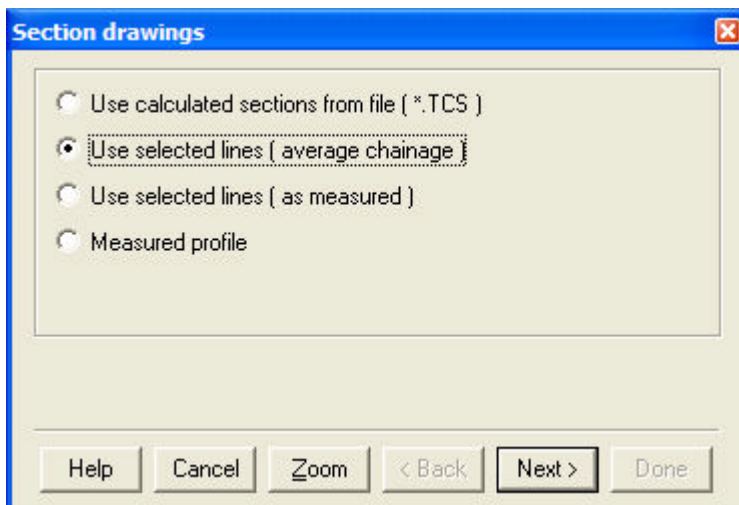 Section drawings
Use calculated sections from file ( *.TCS )
Use selected lines ( average chainage )
Use selected lines ( as measured )
Measured profile
Help Cancel Zoom < Back Next > Done